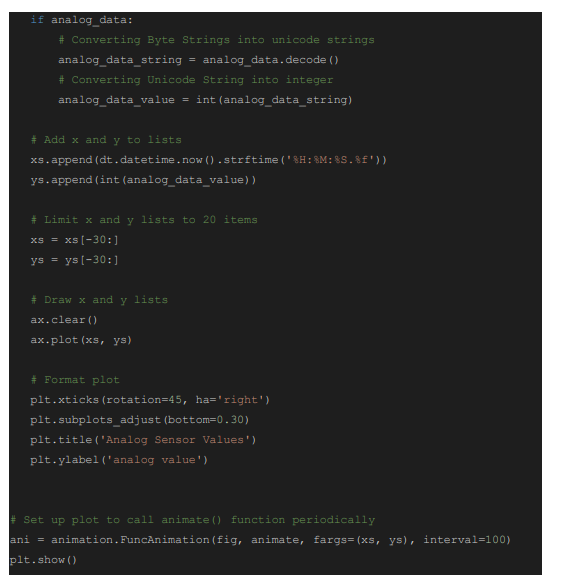 if analog_data:
# Converting Byte Strings into unicode strings
analog_data_string = analog_data.decode()
# Converting Unicode String into integer
analog_data_value = int(analog_data_string)
# Add x and y to lists
xs.append(dt.datetime.now().strftime('%H:%M:%S.%f'))
ys.append(int(analog_data_value))
# Limit x and y lists to 20 items
xs = xs[-30:]
ys = ys[-30:]
# Draw x and y lists
ax.clear()
ax.plot(xs, ys)
# Format plot
plt.xticks(rotation=45, ha='right')
plt.subplots_adjust(bottom=0.30)
plt.title('Analog Sensor Values')
plt.ylabel('analog value')
# Set up plot to call animate() function periodically
ani = animation.FuncAnimation(fig, animate, fargs=(xs, ys), interval=100)
plt.show()